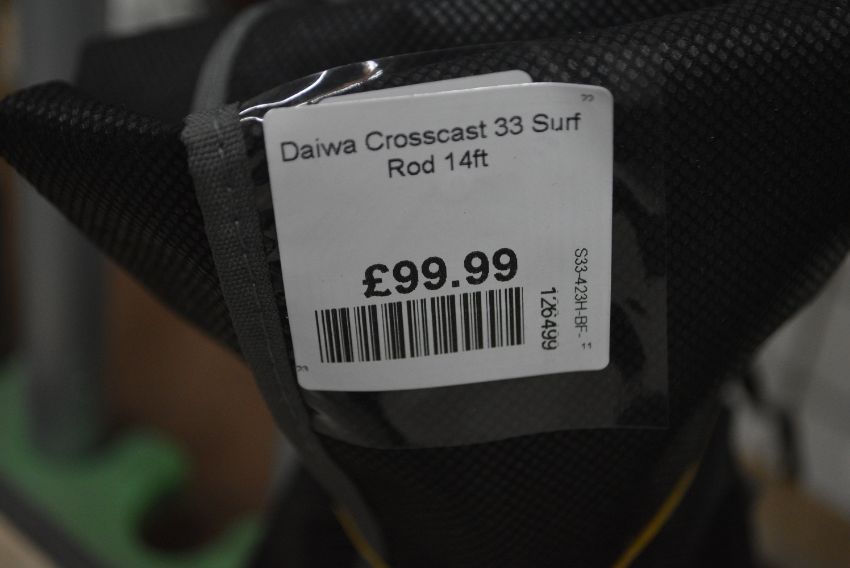 Daiwa Crosscast 33 Surf
Rod 14ft
£99.99
126499
S33-423H-BF-